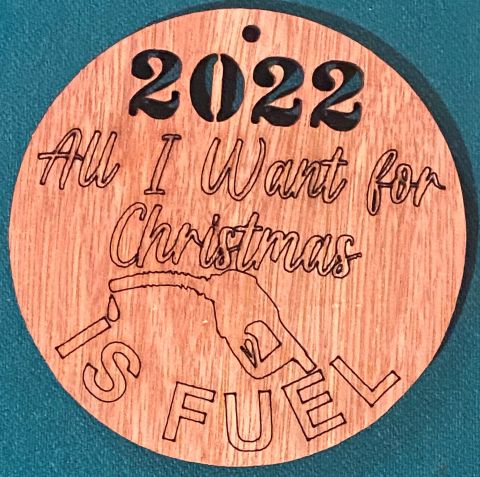 2022
All I Want for
Christmas
IS FUEL